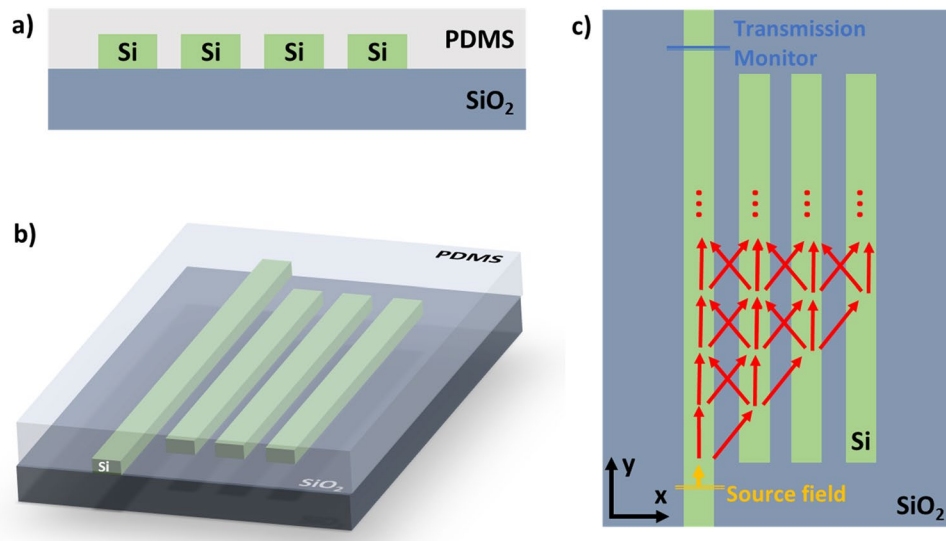 a)
Si Si Si Si
PDMS
SiO₂
b)
PDMS
Si
SiO₂
c)
Transmission
Monitor
Si
y
x
Source field
SiO₂